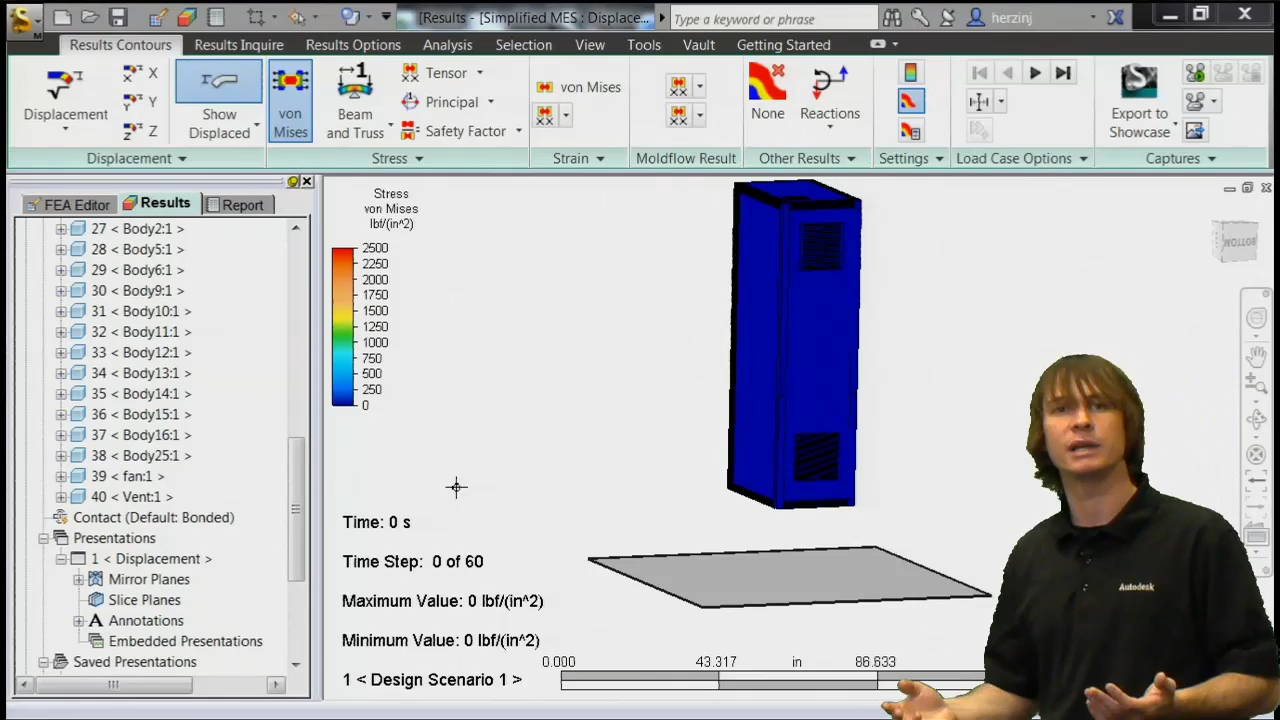 [Results - [Simplified MES : Displace...
Type a keyword or phrase
herzinj
M
Results Contours
Results Inquire
Results Options
Analysis
Selection
View
Tools
Vault
Getting Started
Displacement
X
Y
Z
Show Displaced
von Mises
Beam and Truss
Tensor
Principal
Safety Factor
von Mises
None
Reactions
Export to Showcase
Displacement
Stress
Strain
Moldflow Result
Other Results
Settings
Load Case Options
Captures
FEA Editor
Results
Report
27 < Body2:1 >
28 < Body5:1 >
29 < Body6:1 >
30 < Body9:1 >
31 < Body10:1 >
32 < Body11:1 >
33 < Body12:1 >
34 < Body13:1 >
35 < Body14:1 >
36 < Body15:1 >
37 < Body16:1 >
38 < Body25:1 >
39 < fan:1 >
40 < Vent:1 >
Contact (Default: Bonded)
Presentations
1 < Displacement >
Mirror Planes
Slice Planes
Annotations
Embedded Presentations
Saved Presentations
Stress
von Mises
lbf/(in^2)
2500
2250
2000
1750
1500
1250
1000
750
500
250
0
Time: 0 s
Time Step: 0 of 60
Maximum Value: 0 lbf/(in^2)
Minimum Value: 0 lbf/(in^2)
1 < Design Scenario 1 >
0.000
43.317
in
86.633
BOTTOM
Autodesk